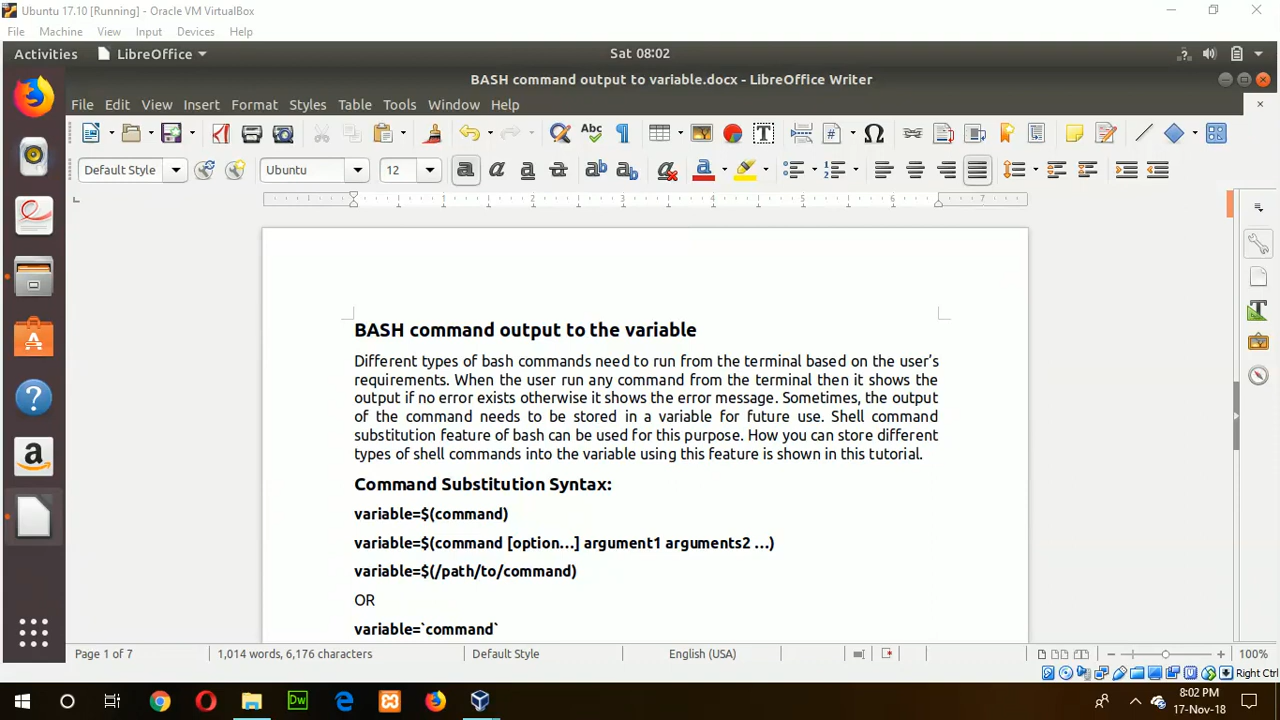 Ubuntu 17.10 [Running] - Oracle VM VirtualBox
File Machine View Input Devices Help
Activities LibreOffice Sat 08:02
BASH command output to variable.docx - LibreOffice Writer
File Edit View Insert Format Styles Table Tools Window Help
Default Style Ubuntu 12
1 1 2 3 4 5 6 7
BASH command output to the variable
Different types of bash commands need to run from the terminal based on the user’s
requirements. When the user run any command from the terminal then it shows the
output if no error exists otherwise it shows the error message. Sometimes, the output
of the command needs to be stored in a variable for future use. Shell command
substitution feature of bash can be used for this purpose. How you can store different
types of shell commands into the variable using this feature is shown in this tutorial.
Command Substitution Syntax:
variable=$(command)
variable=$(command [option…] argument1 arguments2 …)
variable=$(/path/to/command)
OR
variable=`command`
Page 1 of 7 1,014 words, 6,176 characters Default Style English (USA) 100%
Right Ctrl
8:02 PM
17-Nov-18